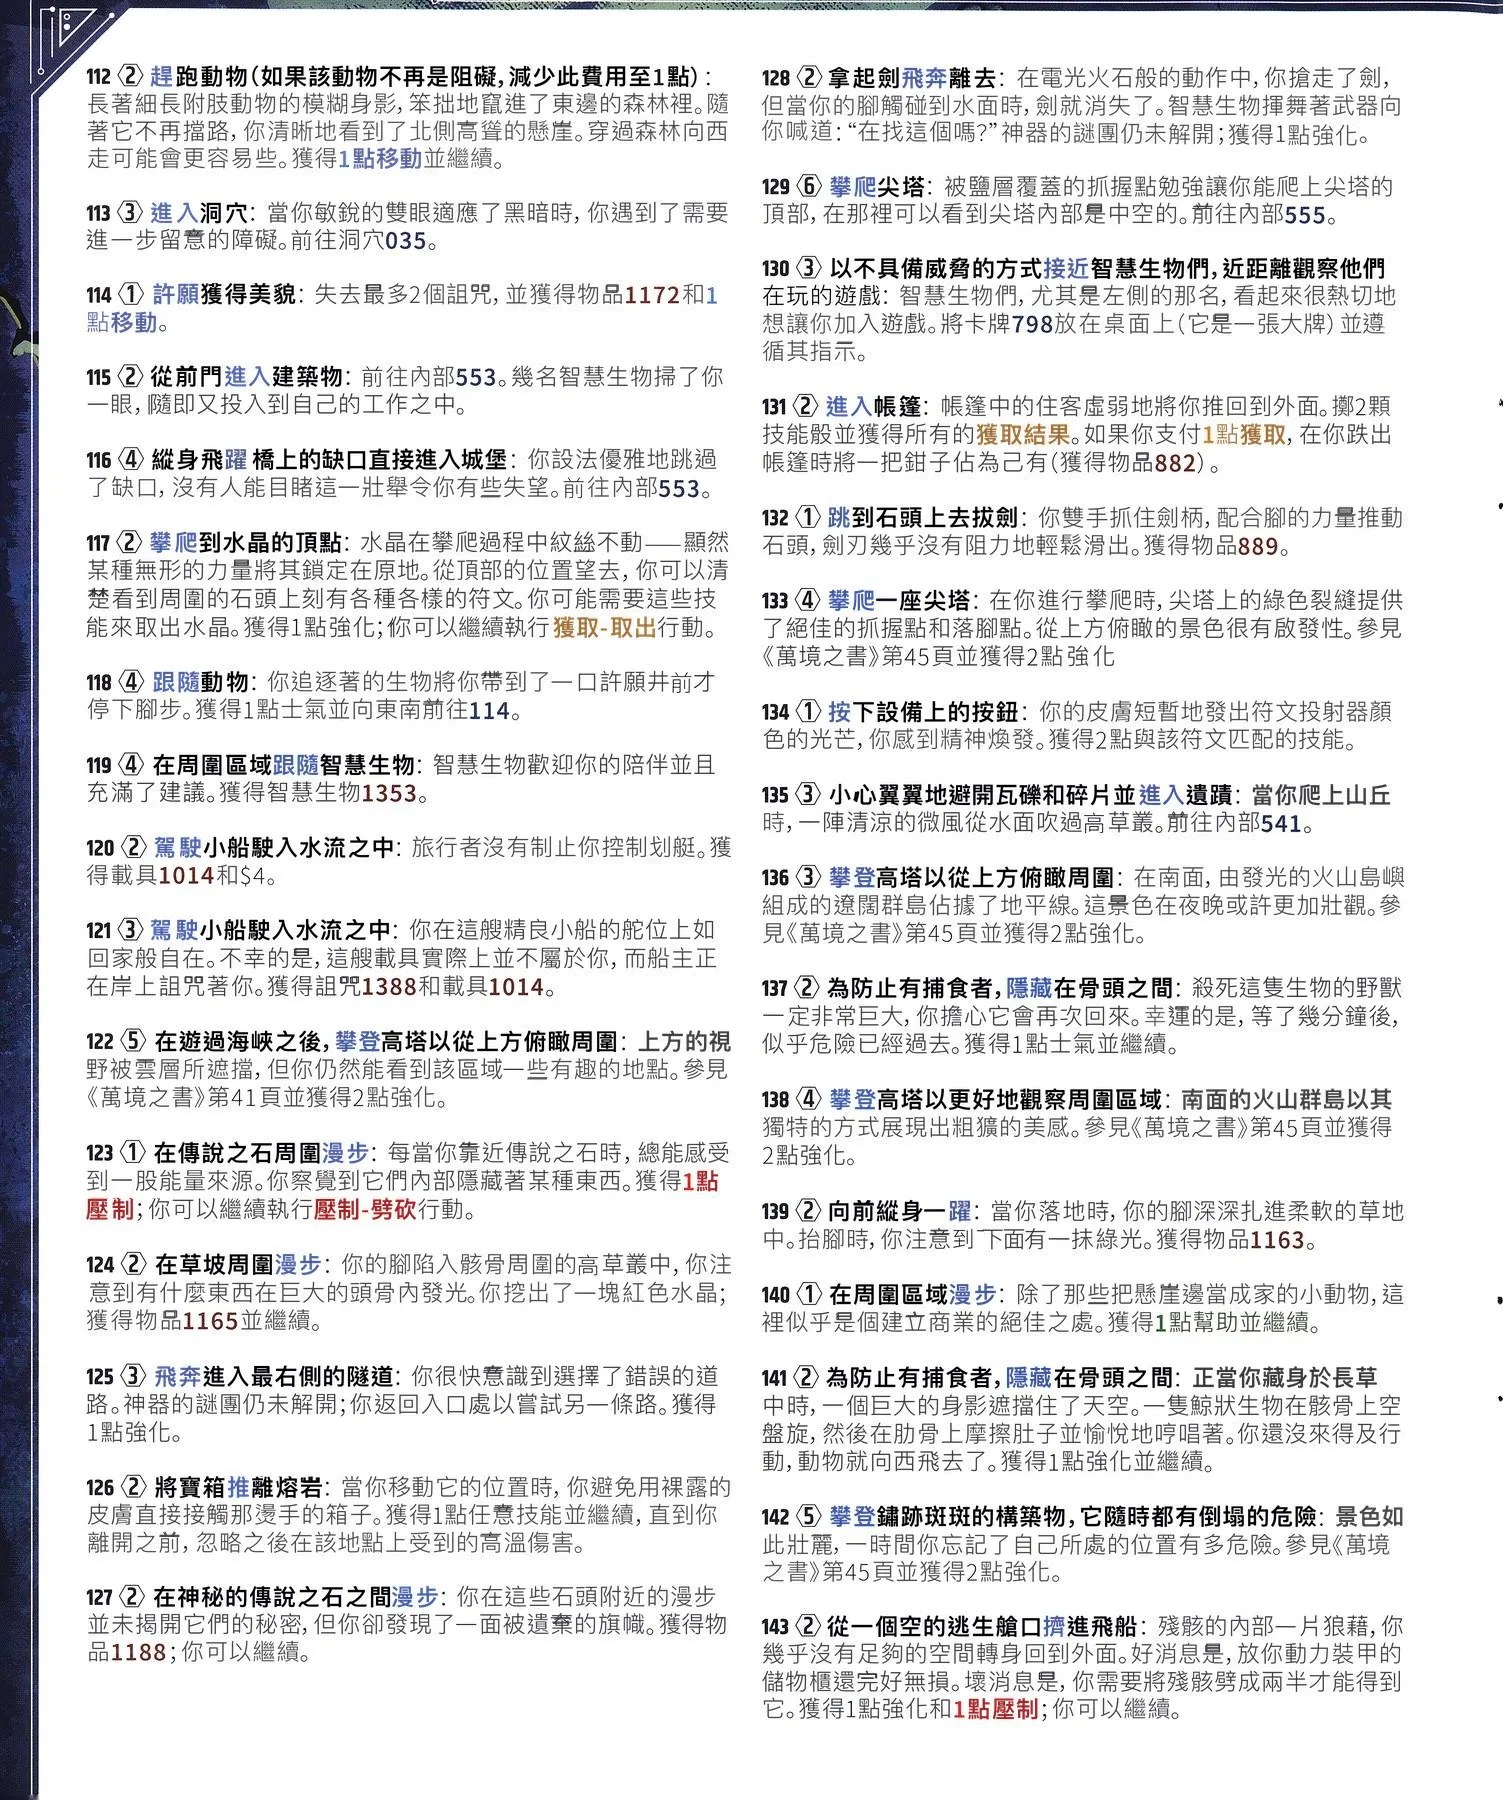 112 ② 趕跑動物（如果該動物不再是阻礙，減少此費用至1點）：
長著細長附肢動物的模糊身影，笨拙地竄進了東邊的森林裡。隨
著它不再擋路，你清晰地看到了北側高聳的懸崖。穿過森林向西
走可能會更容易些。獲得1點移動並繼續。
113 ③ 進入洞穴：當你敏銳的雙眼適應了黑暗時，你遇到了需要
進一步留意的障礙。前往洞穴035。
114 ① 許願獲得美貌：失去最多2個詛咒，並獲得物品1172和1
點移動。
115 ② 從前門進入建築物：前往內部553。幾名智慧生物掃了你
一眼，隨即又投入到自己的工作之中。
116 ④ 縱身飛躍橋上的缺口直接進入城堡：你設法優雅地跳過
了缺口，沒有人能目睹這一壯舉令你有些失望。前往內部553。
117 ② 攀爬到水晶的頂點：水晶在攀爬過程中紋絲不動——顯然
某種無形的力量將其鎖定在原地。從頂部的位置望去，你可以清
楚看到周圍的石頭上刻有各種各樣的符文。你可能需要這些技
能來取出水晶。獲得1點強化；你可以繼續執行獲取-取出行動。
118 ④ 跟隨動物：你追逐著的生物將你帶到了一口許願井前才
停下腳步。獲得1點士氣並向東南前往114。
119 ④ 在周圍區域跟隨智慧生物：智慧生物歡迎你的陪伴並且
充滿了建議。獲得智慧生物1353。
120 ② 駕駛小船駛入水流之中：旅行者沒有制止你控制划艇。獲
得載具1014和$4。
121 ③ 駕駛小船駛入水流之中：你在這艘精良小船的舵位上如
回家般自在。不幸的是，這艘載具實際上並不屬於你，而船主正
在岸上詛咒著你。獲得詛咒1388和載具1014。
122 ⑤ 在遊過海峽之後，攀登高塔以從上方俯瞰周圍：上方的視
野被雲層所遮擋，但你仍然能看到該區域一些有趣的地點。參見
《萬境之書》第41頁並獲得2點強化。
123 ① 在傳說之石周圍漫步：每當你靠近傳說之石時，總能感受
到一股能量來源。你察覺到它們內部隱藏著某種東西。獲得1點
壓制；你可以繼續執行壓制-劈砍行動。
124 ② 在草坡周圍漫步：你的腳陷入骸骨周圍的高草叢中，你注
意到有什麼東西在巨大的頭骨內發光。你挖出了一塊紅色水晶；
獲得物品1165並繼續。
125 ③ 飛奔進入最右側的隧道：你很快意識到選擇了錯誤的道
路。神器的謎團仍未解開；你返回入口處以嘗試另一條路。獲得
1點強化。
126 ② 將寶箱推離熔岩：當你移動它的位置時，你避免用裸露的
皮膚直接接觸那燙手的箱子。獲得1點任意技能並繼續，直到你
離開之前，忽略之後在該地點上受到的高溫傷害。
127 ② 在神秘的傳說之石之間漫步：你在這些石頭附近的漫步
並未揭開它們的秘密，但你卻發現了一面被遺棄的旗幟。獲得物
品1188；你可以繼續。
128 ② 拿起劍飛奔離去：在電光火石般的動作中，你搶走了劍，
但當你的腳觸碰到水面時，劍就消失了。智慧生物揮舞著武器向
你喊道：“在找這個嗎？”神器的謎團仍未解開；獲得1點強化。
129 ⑥ 攀爬尖塔：被鹽層覆蓋的抓握點勉強讓你能爬上尖塔的
頂部，在那裡可以看到尖塔內部是中空的。前往內部555。
130 ③ 以不具備威脅的方式接近智慧生物們，近距離觀察他們
在玩的遊戲：智慧生物們，尤其是左側的那名，看起來很熱切地
想讓你加入遊戲。將卡牌798放在桌面上（它是一張大牌）並遵
循其指示。
131 ② 進入帳篷：帳篷中的住客虛弱地將你推回到外面。擲2顆
技能骰並獲得所有的獲取結果。如果你支付1點獲取，在你跌出
帳篷時將一把鉗子佔為己有（獲得物品882）。
132 ① 跳到石頭上去拔劍：你雙手抓住劍柄，配合腳的力量推動
石頭，劍刃幾乎沒有阻力地輕鬆滑出。獲得物品889。
133 ④ 攀爬一座尖塔：在你進行攀爬時，尖塔上的綠色裂縫提供
了絕佳的抓握點和落腳點。從上方俯瞰的景色很有啟發性。參見
《萬境之書》第45頁並獲得2點強化
134 ① 按下設備上的按鈕：你的皮膚短暫地發出符文投射器顏
色的光芒，你感到精神煥發。獲得2點與該符文匹配的技能。
135 ③ 小心翼翼地避開瓦礫和碎片並進入遺蹟：當你爬上山丘
時，一陣清涼的微風從水面吹過高草叢。前往內部541。
136 ③ 攀登高塔以從上方俯瞰周圍：在南面，由發光的火山島嶼
組成的遼闊群島佔據了地平線。這景色在夜晚或許更加壯觀。參
見《萬境之書》第45頁並獲得2點強化。
137 ② 為防止有捕食者，隱藏在骨頭之間：殺死這隻生物的野獸
一定非常巨大，你擔心它會再次回來。幸運的是，等了幾分鐘後，
似乎危險已經過去。獲得1點士氣並繼續。
138 ④ 攀登高塔以更好地觀察周圍區域：南面的火山群島以其
獨特的方式展現出粗獷的美感。參見《萬境之書》第45頁並獲得
2點強化。
139 ② 向前縱身一躍：當你落地時，你的腳深深扎進柔軟的草地
中。抬腳時，你注意到下面有一抹綠光。獲得物品1163。
140 ① 在周圍區域漫步：除了那些把懸崖邊當成家的小動物，這
裡似乎是個建立商業的絕佳之處。獲得1點幫助並繼續。
141 ② 為防止有捕食者，隱藏在骨頭之間：正當你藏身於長草
中時，一個巨大的身影遮擋住了天空。一隻鯨狀生物在骸骨上空
盤旋，然後在肋骨上摩擦肚子並愉悅地哼唱著。你還沒來得及行
動，動物就向西飛去了。獲得1點強化並繼續。
142 ⑤ 攀登鏽跡斑斑的構築物，它隨時都有倒塌的危險：景色如
此壯麗，一時間你忘記了自己所處的位置有多危險。參見《萬境
之書》第45頁並獲得2點強化。
143 ② 從一個空的逃生艙口擠進飛船：殘骸的內部一片狼藉，你
幾乎沒有足夠的空間轉身回到外面。好消息是，放你動力裝甲的
儲物櫃還完好無損。壞消息是，你需要將殘骸劈成兩半才能得到
它。獲得1點強化和1點壓制；你可以繼續。